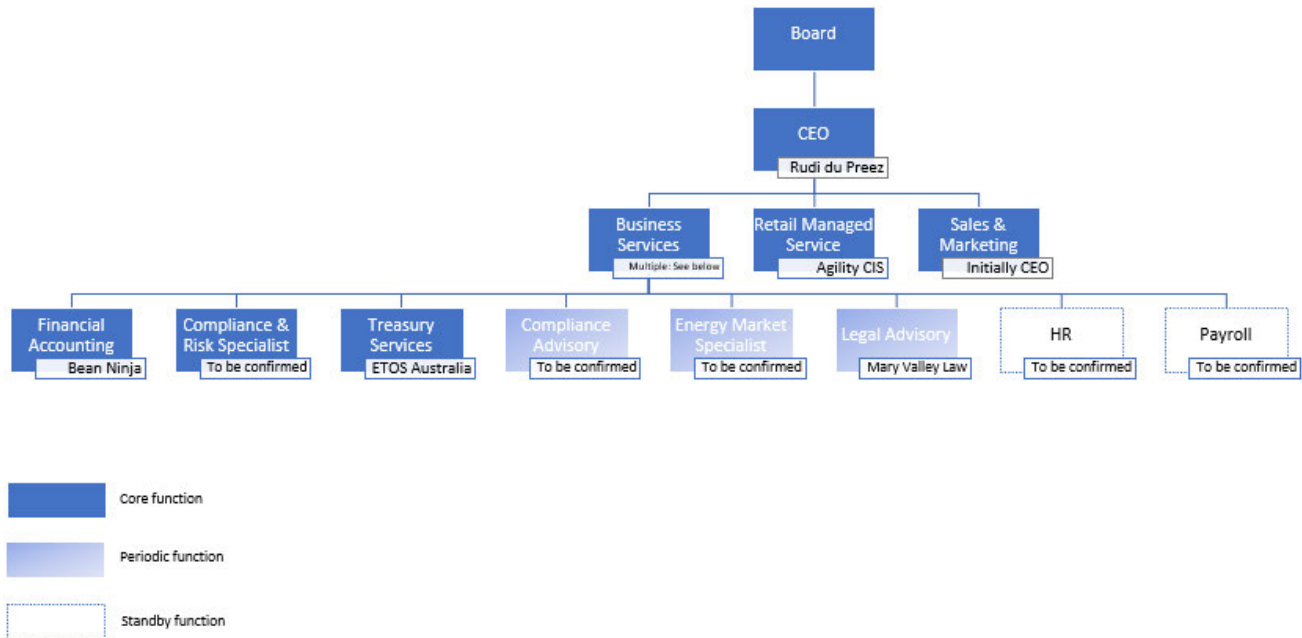 Board
CEO
Rudi du Preez
Business
Services
Multiple: See below
Retail Managed
Service
Agility CIS
Sales &
Marketing
Initially CEO
Financial
Accounting
Bean Ninja
Compliance &
Risk Specialist
To be confirmed
Treasury
Services
ETOS Australia
Compliance
Advisory
To be confirmed
Energy Market
Specialist
To be confirmed
Legal Advisory
Mary Valley Law
HR
To be confirmed
Payroll
To be confirmed
Core function
Periodic function
Standby function